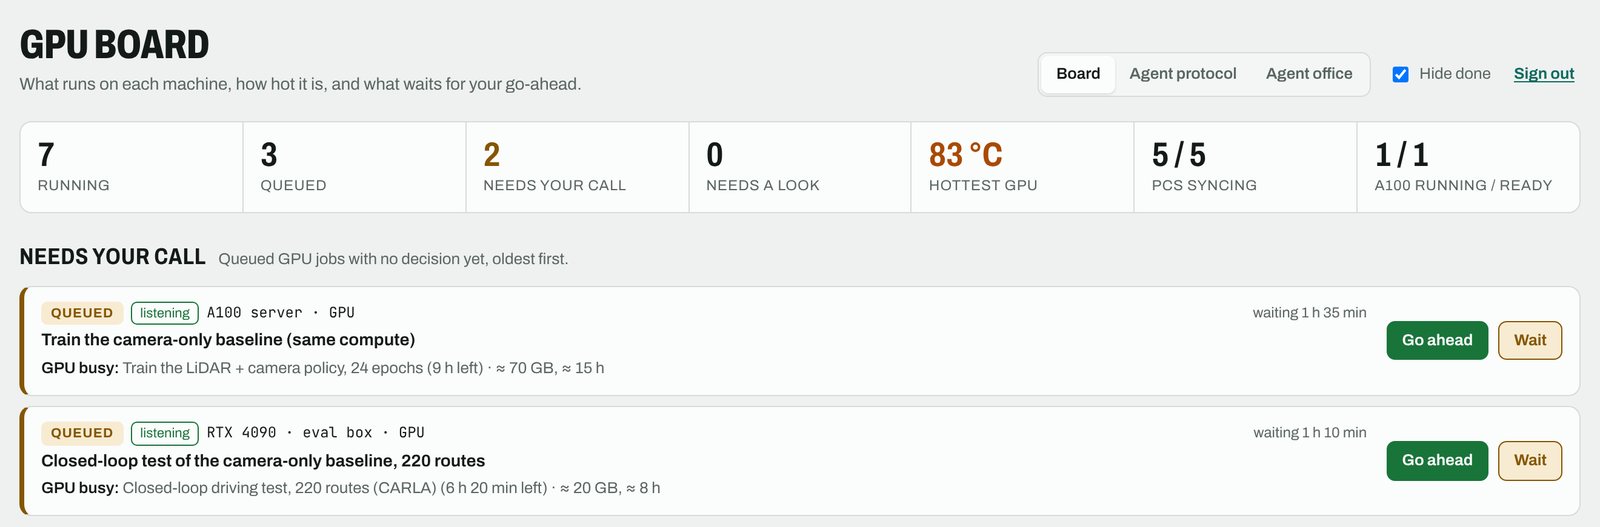 GPU BOARD
What runs on each machine, how hot it is, and what waits for your go-ahead.
Board Agent protocol Agent office Hide done Sign out
7 3 2 0 83 °C 5 / 5 1 / 1
RUNNING QUEUED NEEDS YOUR CALL NEEDS A LOOK HOTTEST GPU PCS SYNCING A100 RUNNING / READY
NEEDS YOUR CALL Queued GPU jobs with no decision yet, oldest first.
QUEUED listening A100 server · GPU waiting 1 h 35 min
Train the camera-only baseline (same compute) Go ahead Wait
GPU busy: Train the LiDAR + camera policy, 24 epochs (9 h left) · ≈ 70 GB, ≈ 15 h
QUEUED listening RTX 4090 · eval box · GPU waiting 1 h 10 min
Closed-loop test of the camera-only baseline, 220 routes Go ahead Wait
GPU busy: Closed-loop driving test, 220 routes (CARLA) (6 h 20 min left) · ≈ 20 GB, ≈ 8 h